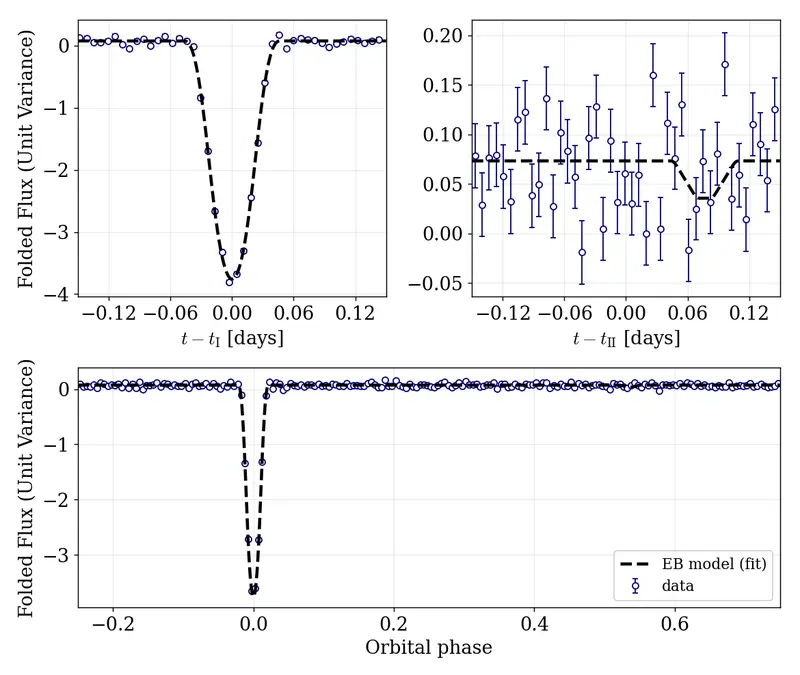 Folded Flux (Unit Variance)
0
−1
−2
−3
−4
−0.12 −0.06 0.00 0.06 0.12
t − tI [days]
0.20
0.15
0.10
0.05
0.00
−0.05
−0.12 −0.06 0.00 0.06 0.12
t − tII [days]
Folded Flux (Unit Variance)
0
−1
−2
−3
−0.2 0.0 0.2 0.4 0.6
Orbital phase
EB model (fit)
data